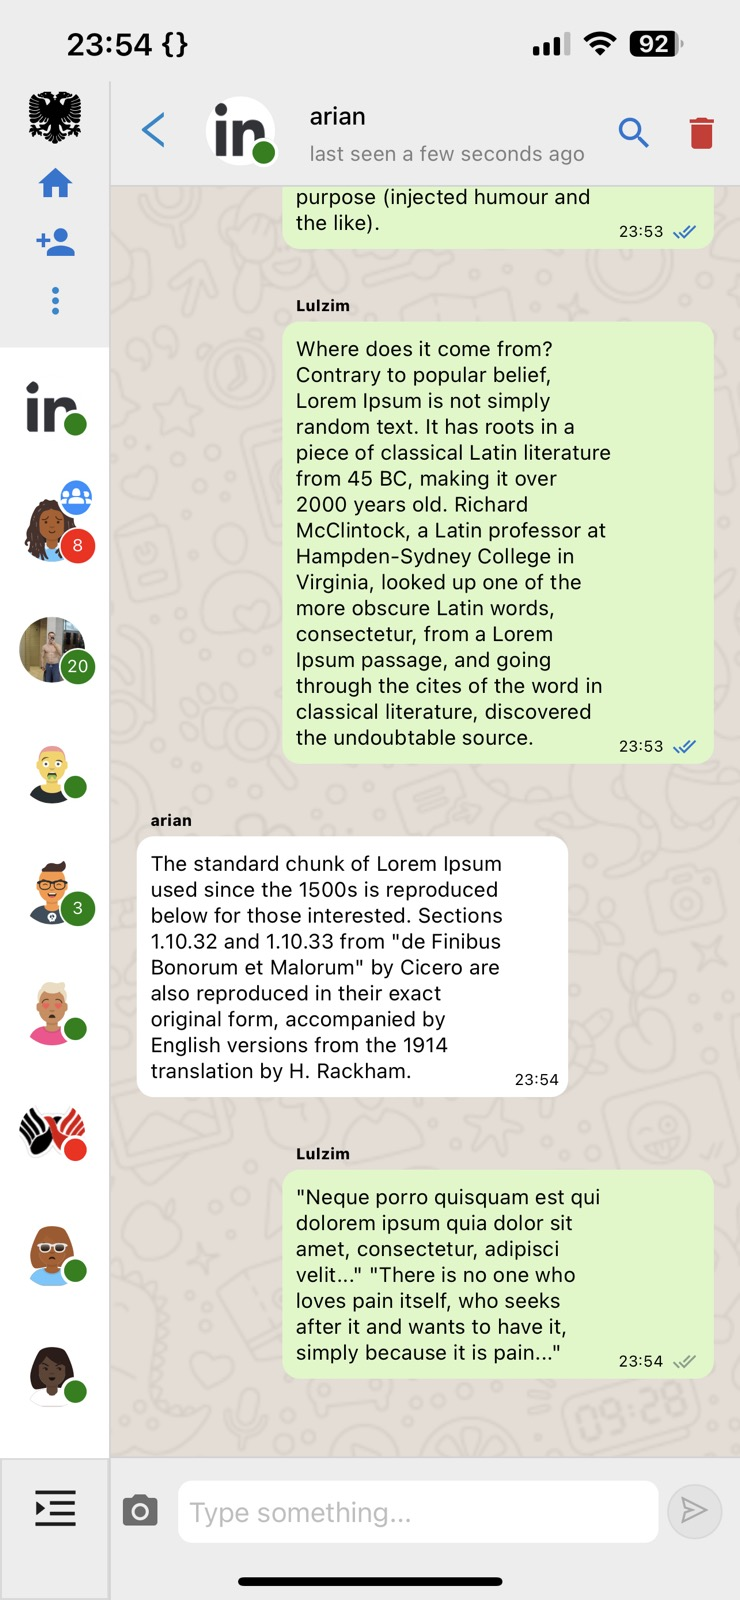 23:54 {}
92
in
arian
last seen a few seconds ago
purpose (injected humour and
the like).
23:53
Lulzim
Where does it come from?
Contrary to popular belief,
Lorem Ipsum is not simply
random text. It has roots in a
piece of classical Latin literature
from 45 BC, making it over
2000 years old. Richard
McClintock, a Latin professor at
Hampden-Sydney College in
Virginia, looked up one of the
more obscure Latin words,
consectetur, from a Lorem
Ipsum passage, and going
through the cites of the word in
classical literature, discovered
the undoubtable source.
23:53
in
8
20
3
arian
The standard chunk of Lorem Ipsum
used since the 1500s is reproduced
below for those interested. Sections
1.10.32 and 1.10.33 from "de Finibus
Bonorum et Malorum" by Cicero are
also reproduced in their exact
original form, accompanied by
English versions from the 1914
translation by H. Rackham.
23:54
Lulzim
"Neque porro quisquam est qui
dolorem ipsum quia dolor sit
amet, consectetur, adipisci
velit..." "There is no one who
loves pain itself, who seeks
after it and wants to have it,
simply because it is pain..."
23:54
09:28
Type something...